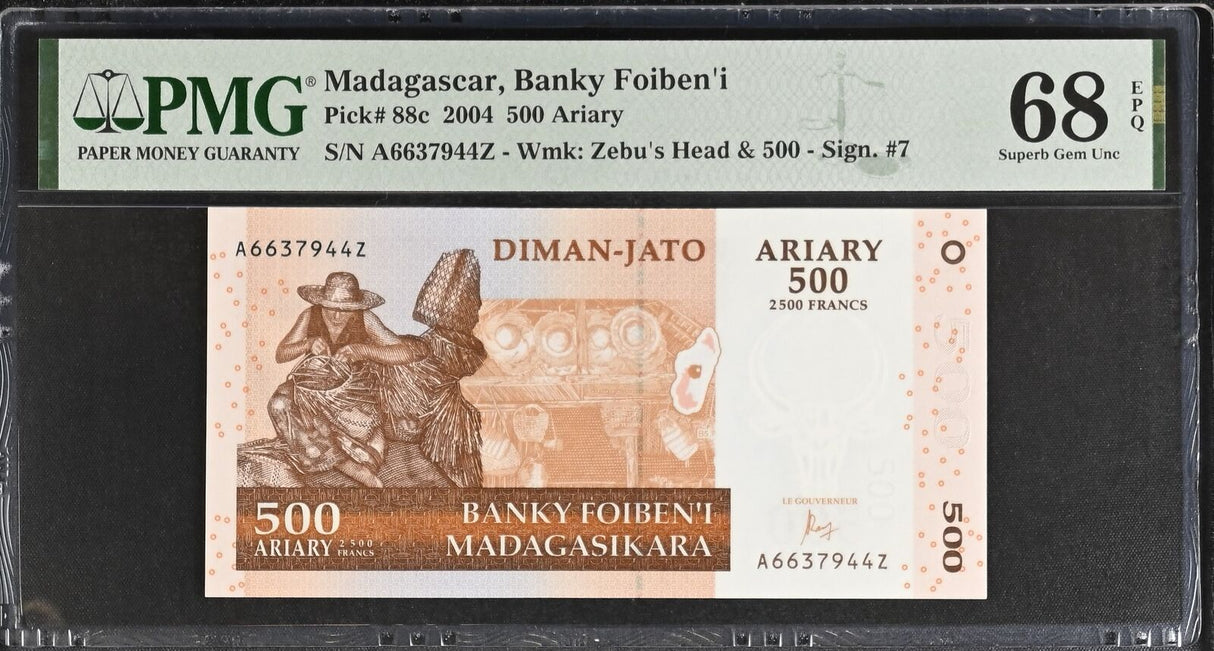 PMG®
PAPER MONEY GUARANTY
Madagascar, Banky Foiben'i
Pick# 88c 2004 500 Ariary
S/N A6637944Z - Wmk: Zebu's Head & 500 - Sign. #7
68
EPQ
Superb Gem Unc
A6637944Z
DIMAN-JATO
ARIARY
500
2500 FRANCS
500
ARIARY 2500 FRANCS
BANKY FOIBEN'I
MADAGASIKARA
LE GOUVERNEUR
A6637944Z
500